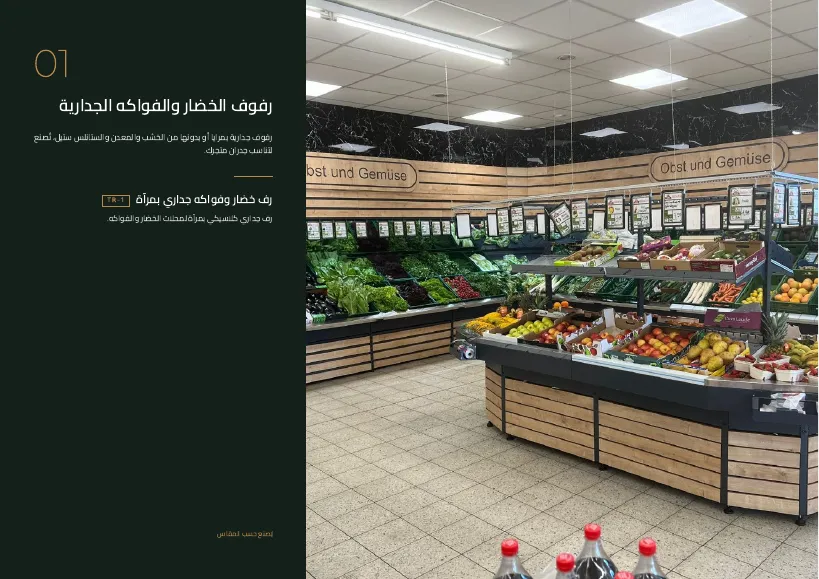 01
رفوف الخضار والفواكه الجدارية
رفوف جدارية بمرايا أو بدونها من الخشب والمعدن والستانلس ستيل، تُصنع
لتناسب جدران متجرك.
رف خضار وفواكه جداري بمرآة TR-1
رف جداري كلاسيكي بمرآة لمحلات الخضار والفواكه.
يُصنع حسب المقاس
bst und Gemüse
Obst und Gemüse